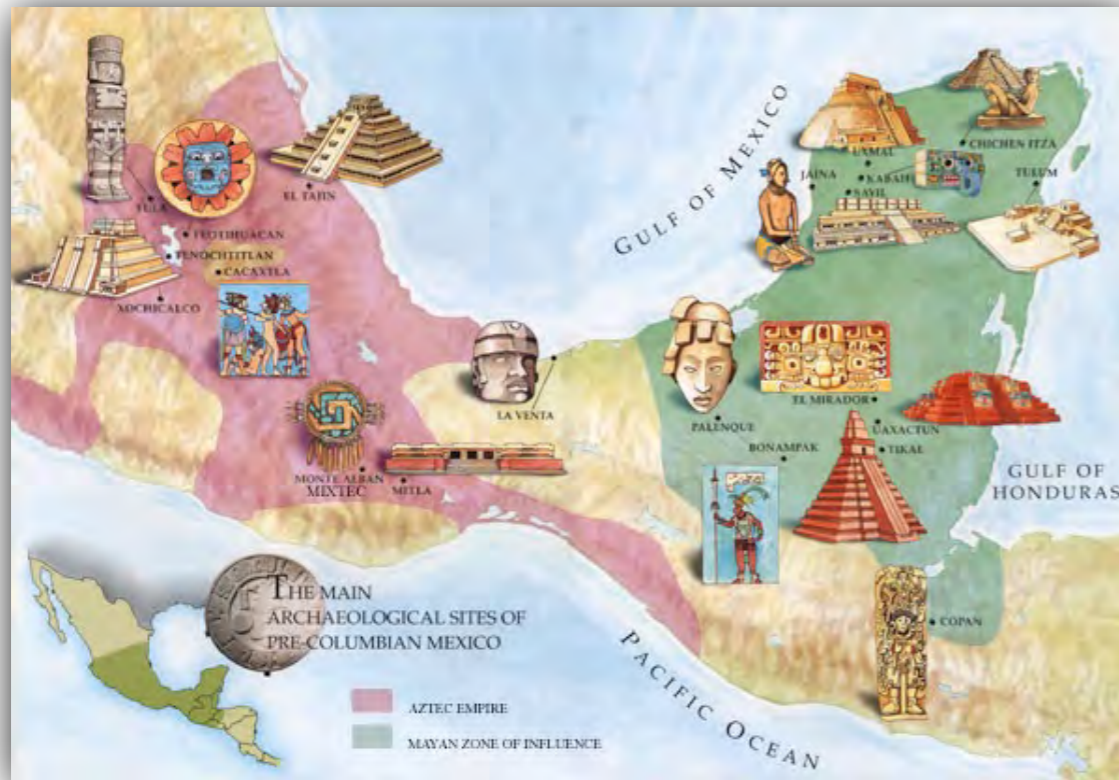 GULF OF MEXICO
UXMAL
CHICHEN ITZA
JAINA
KABAH
TULUM
SAYIL
TULA
EL TAJIN
TEOTIHUACAN
TENOCHTITLAN
CACAXTLA
XOCHICALCO
LA VENTA
PALENQUE
EL MIRADOR
UAXACTUN
BONAMPAK
TIKAL
MONTE ALBAN
MIXTEC
MITLA
GULF OF
HONDURAS
COPAN
THE MAIN
ARCHAEOLOGICAL SITES OF
PRE-COLUMBIAN MEXICO
PACIFIC OCEAN
AZTEC EMPIRE
MAYAN ZONE OF INFLUENCE